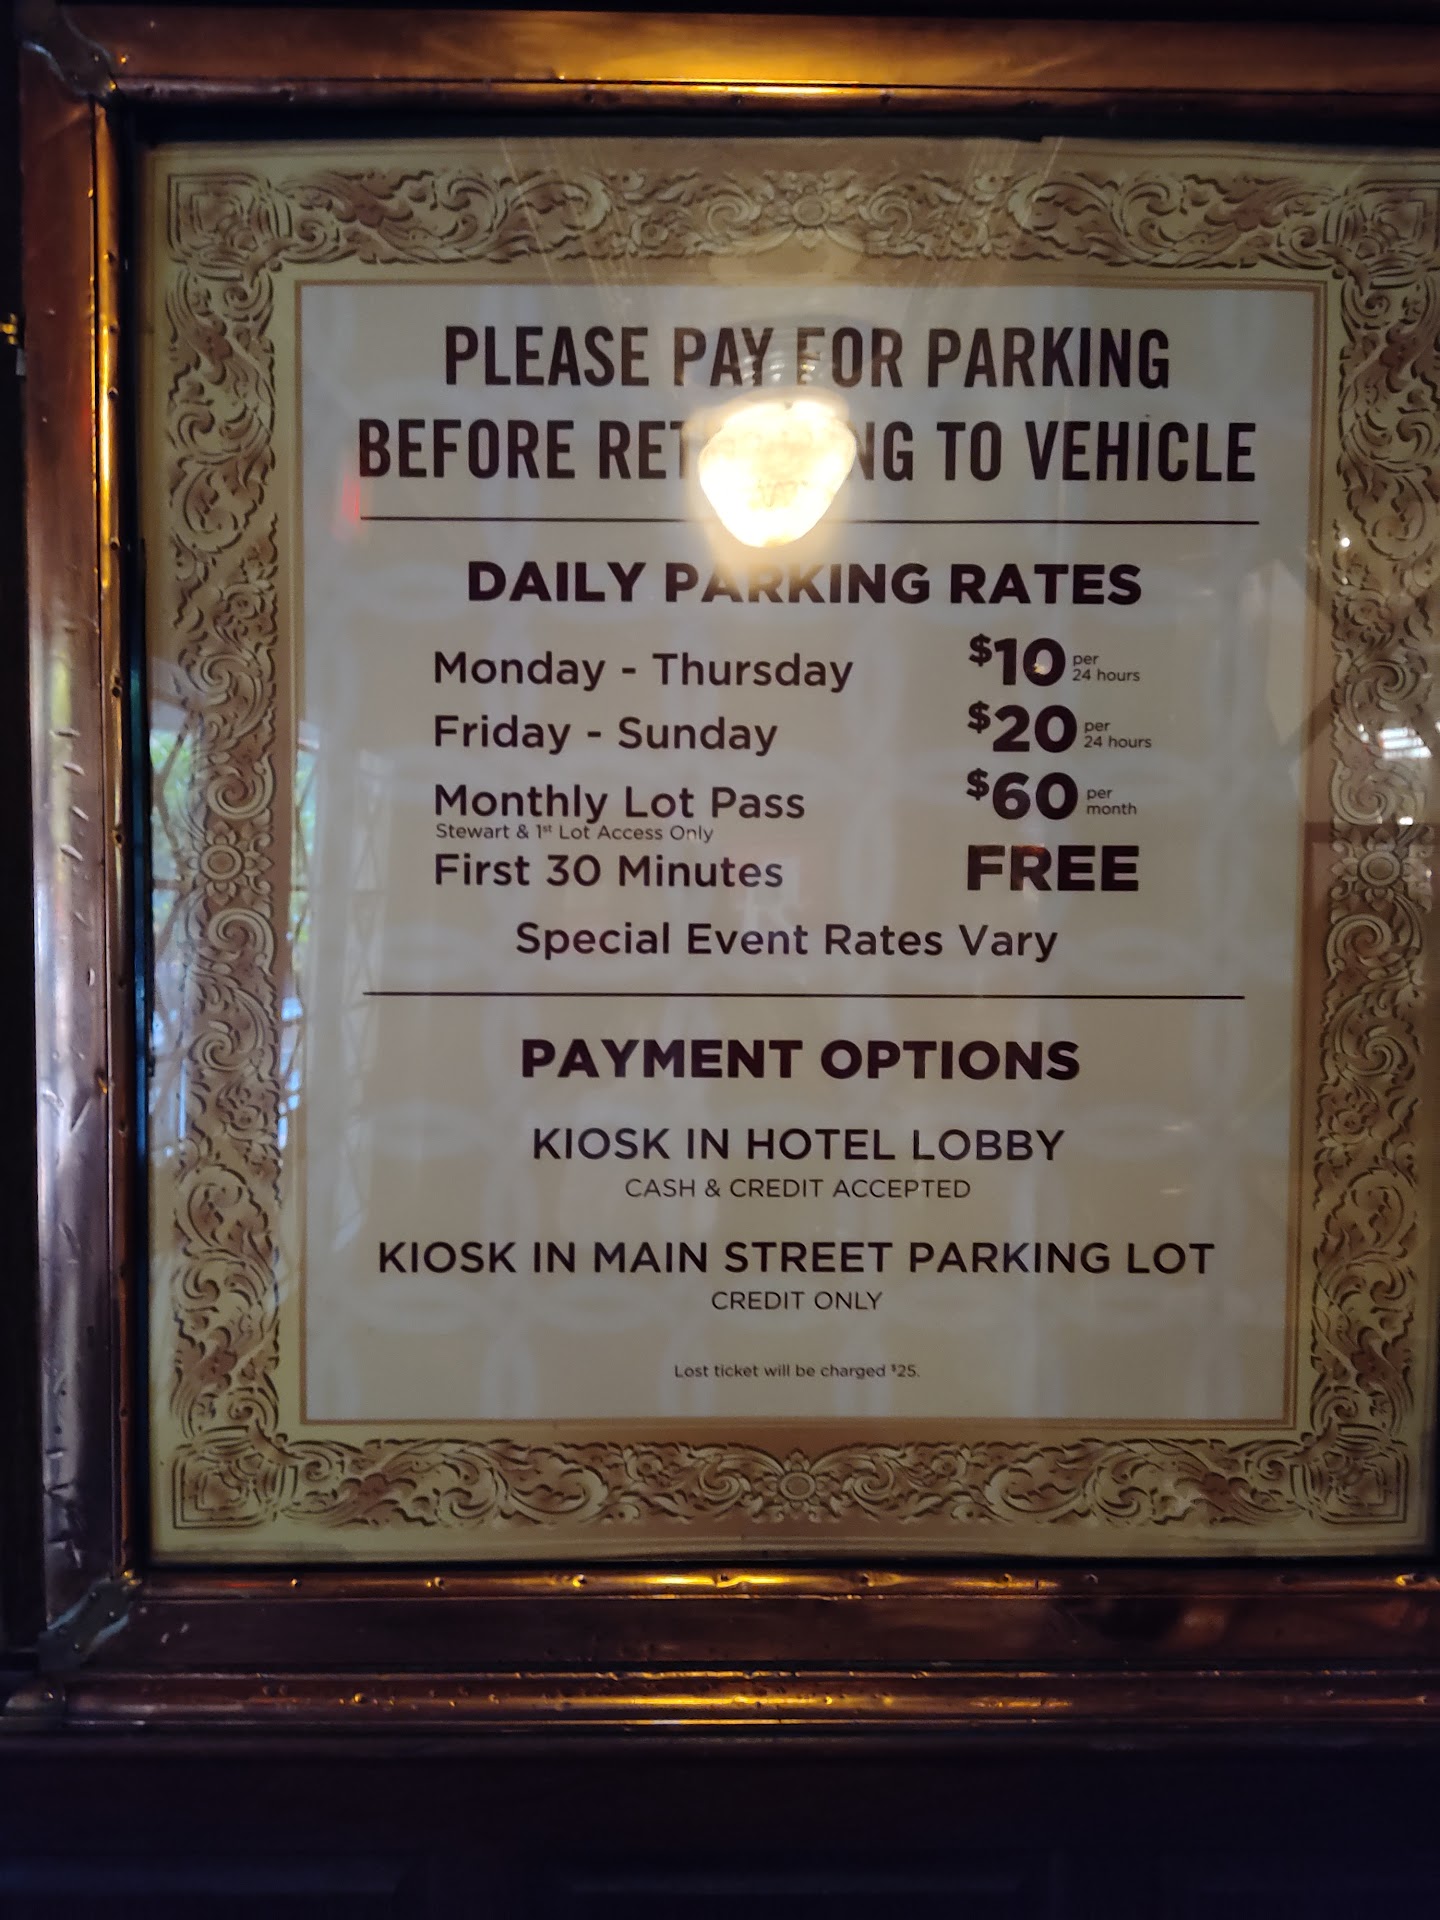 PLEASE PAY FOR PARKING
BEFORE TO VEHICLE
DAILY PARKING RATES
Monday - Thursday $10 per 24 hours
Friday - Sunday $20 per 24 hours
Monthly Lot Pass $60 per month
Stewart & 1st Lot Access Only
First 30 Minutes FREE
Special Event Rates Vary
PAYMENT OPTIONS
KIOSK IN HOTEL LOBBY
CASH & CREDIT ACCEPTED
KIOSK IN MAIN STREET PARKING LOT
CREDIT ONLY
Lost ticket will be charged $25.